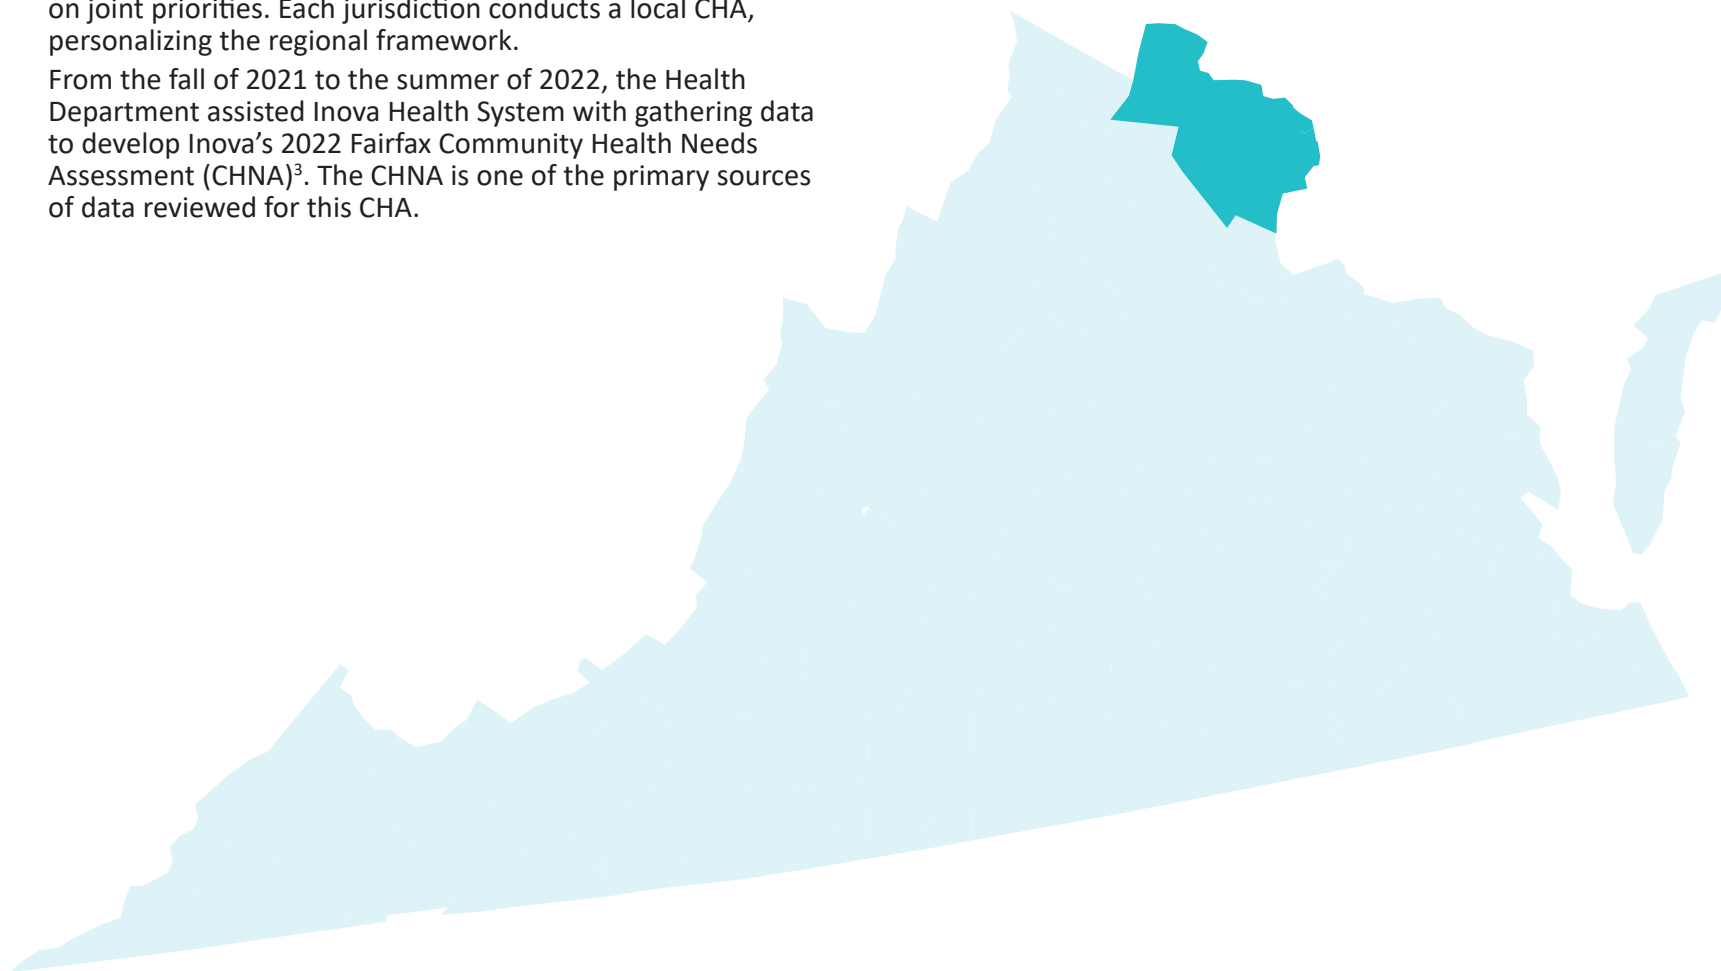 on joint priorities. Each jurisdiction conducts a local CHA,
personalizing the regional framework.
From the fall of 2021 to the summer of 2022, the Health
Department assisted Inova Health System with gathering data
to develop Inova’s 2022 Fairfax Community Health Needs
Assessment (CHNA)³. The CHNA is one of the primary sources
of data reviewed for this CHA.